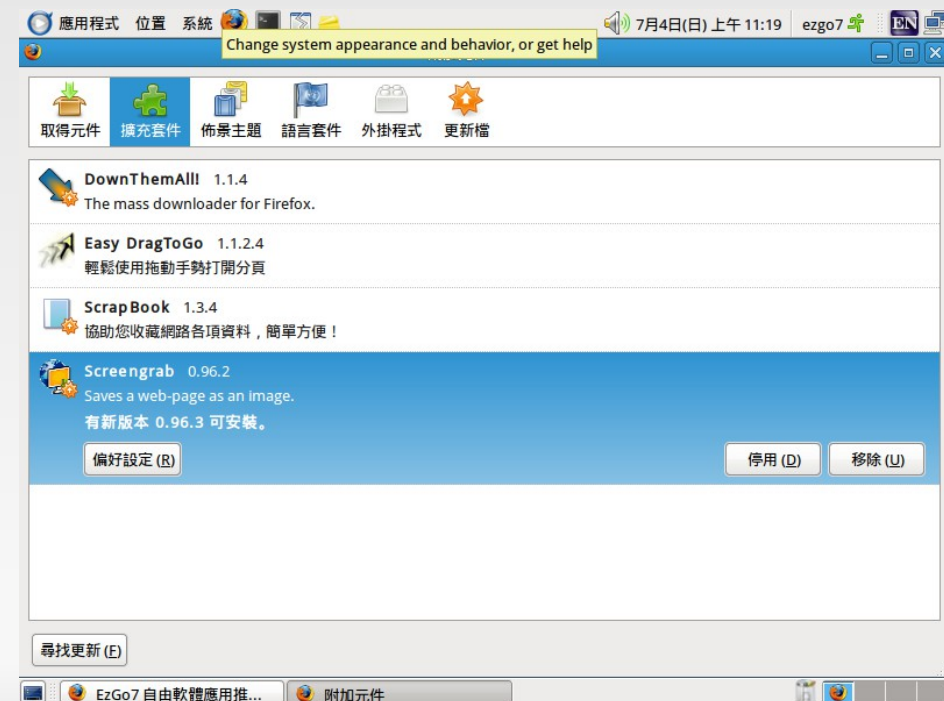 應用程式 位置 系統
7月4日(日) 上午 11:19 ezgo7 EN
Change system appearance and behavior, or get help
取得元件 擴充套件 佈景主題 語言套件 外掛程式 更新檔
DownThemAll! 1.1.4
The mass downloader for Firefox.
Easy DragToGo 1.1.2.4
輕鬆使用拖動手勢打開分頁
ScrapBook 1.3.4
協助您收藏網路各項資料，簡單方便！
Screengrab 0.96.2
Saves a web-page as an image.
有新版本 0.96.3 可安裝。
偏好設定 (R) 停用 (D) 移除 (U)
尋找更新 (F)
EzGo7 自由軟體應用推... 附加元件